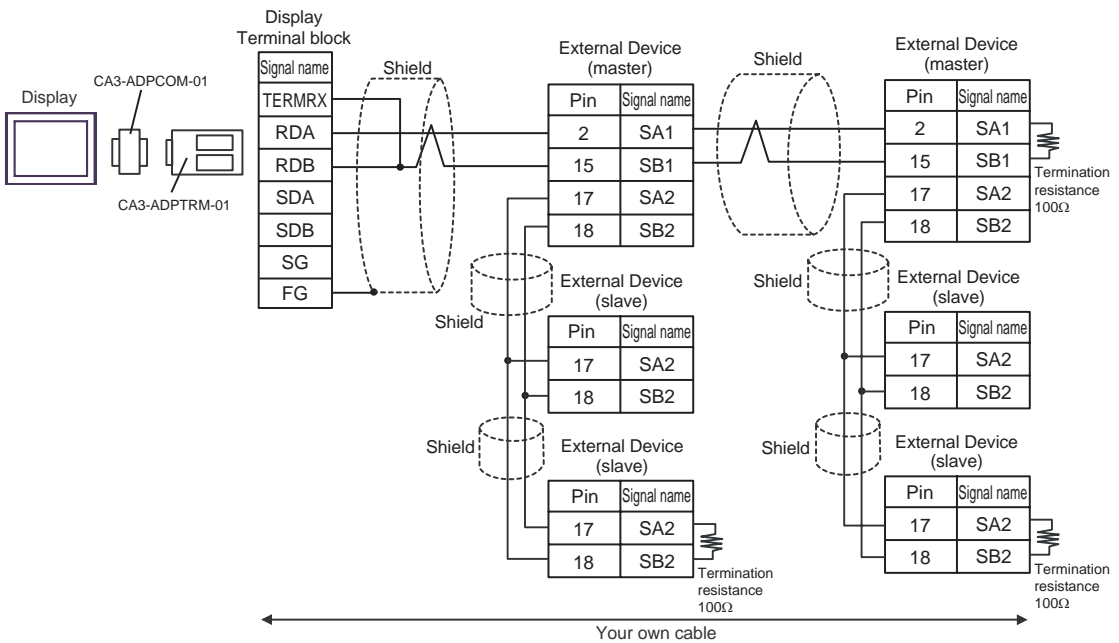 Display
CA3-ADPCOM-01
CA3-ADPTRM-01
Display
Terminal block
Signal name
TERMRX
RDA
RDB
SDA
SDB
SG
FG
Shield
External Device
(master)
Pin Signal name
2 SA1
15 SB1
17 SA2
18 SB2
Shield
External Device
(master)
Pin Signal name
2 SA1
15 SB1
17 SA2
18 SB2
Termination
resistance
100Ω
Shield
External Device
(slave)
Pin Signal name
17 SA2
18 SB2
Shield
External Device
(slave)
Pin Signal name
17 SA2
18 SB2
Shield
External Device
(slave)
Pin Signal name
17 SA2
18 SB2
Termination
resistance
100Ω
Shield
External Device
(slave)
Pin Signal name
17 SA2
18 SB2
Termination
resistance
100Ω
Your own cable